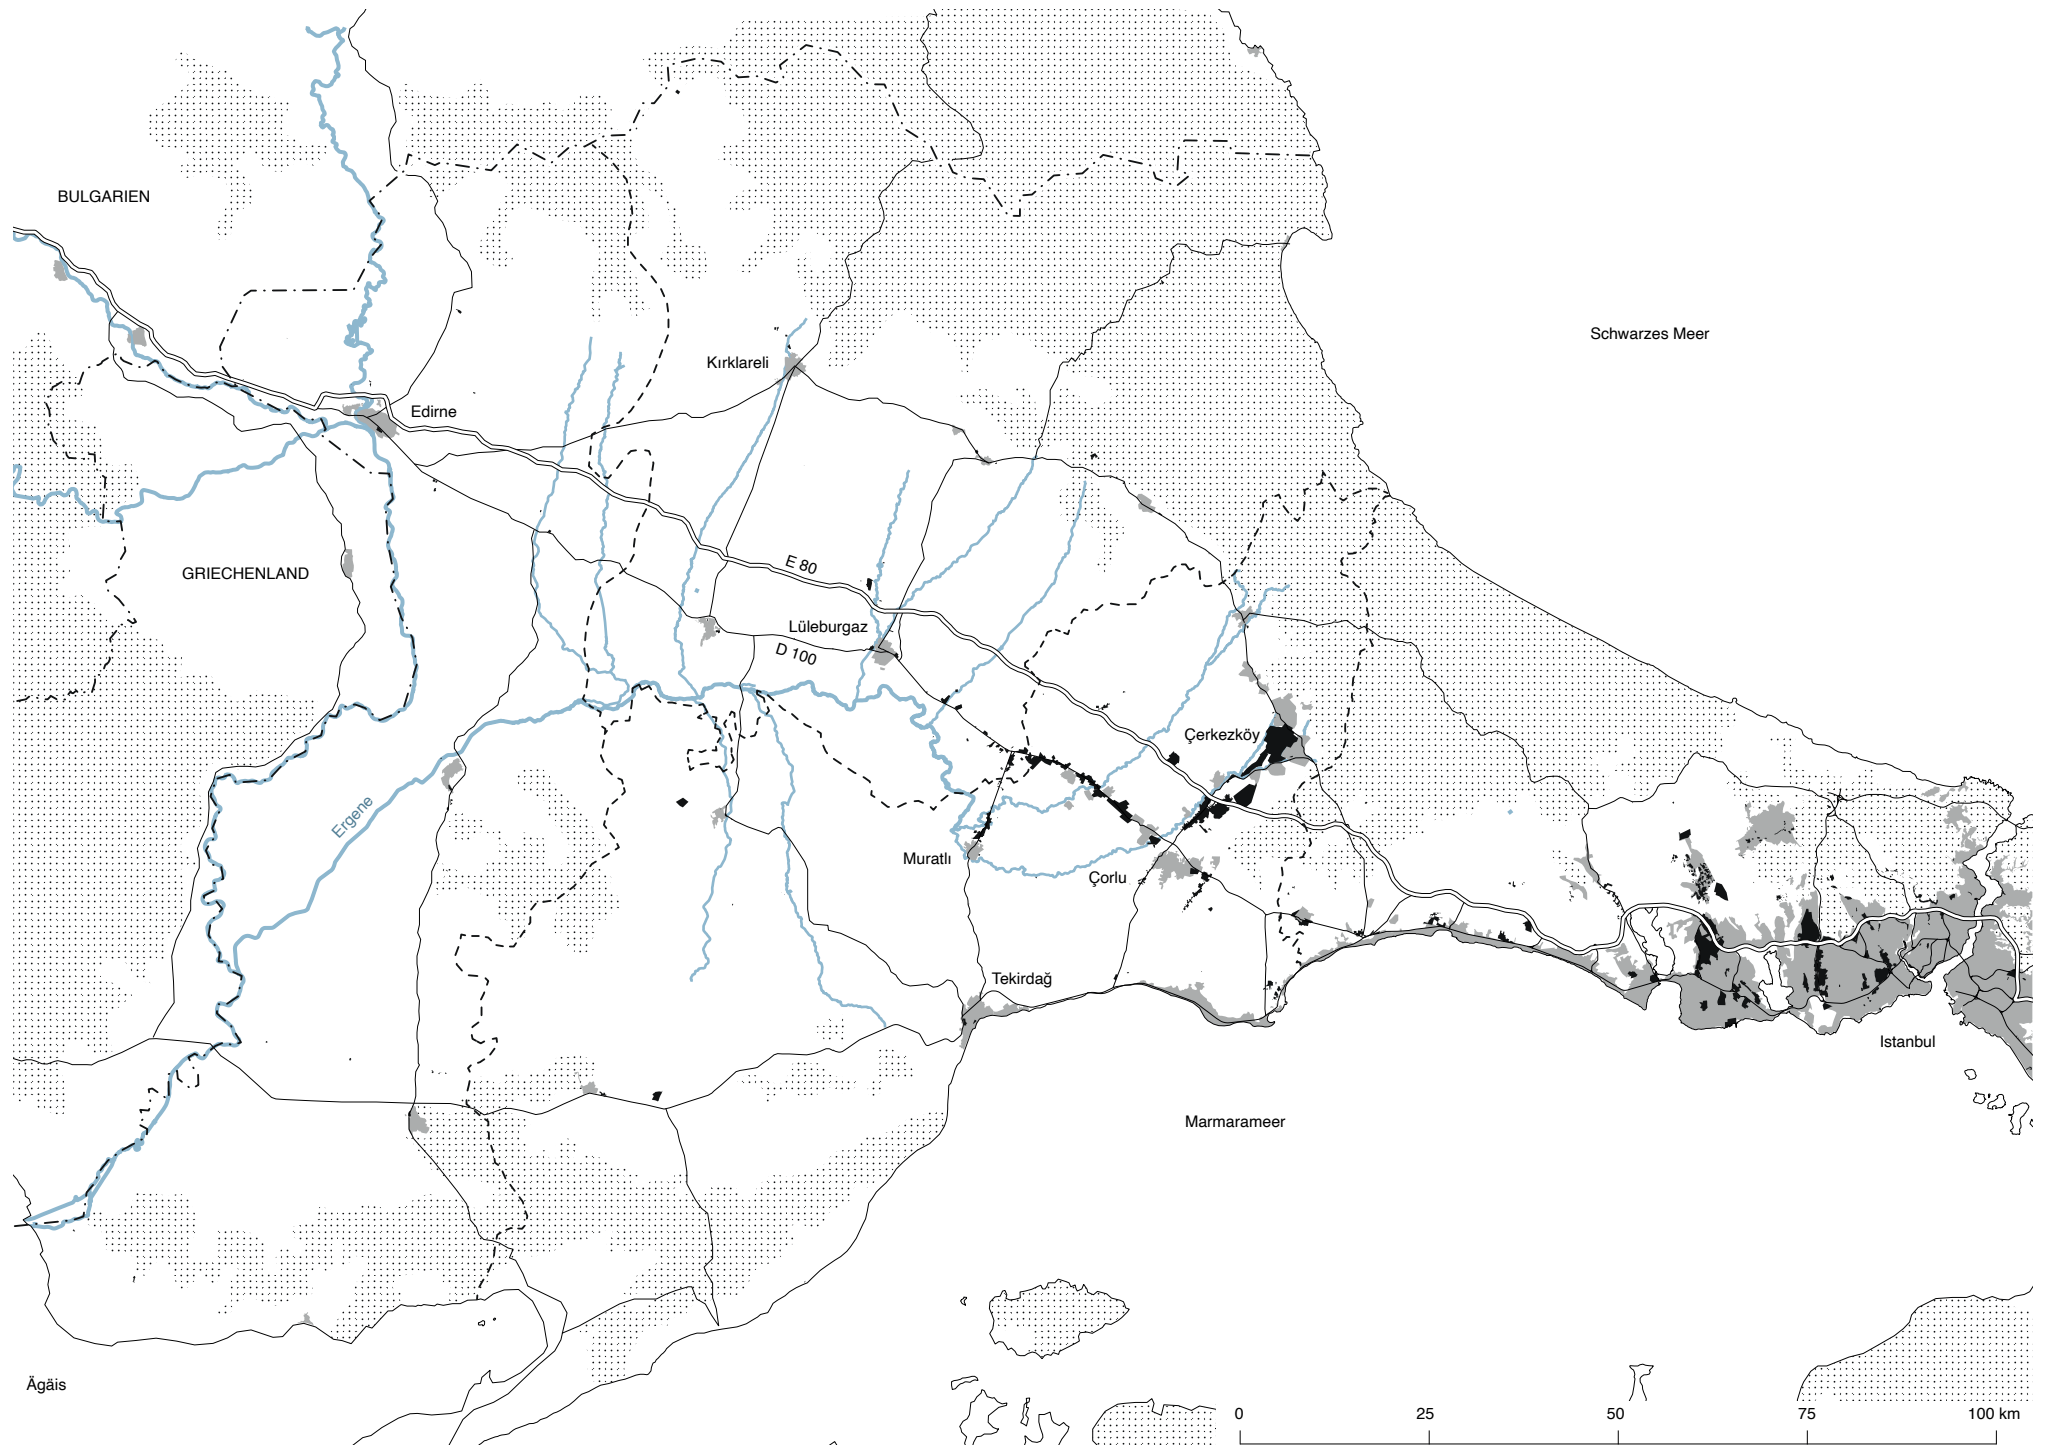 BULGARIEN
Schwarzes Meer
Kırklareli
Edirne
E 80
GRIECHENLAND
Lüleburgaz
D 100
Çerkezköy
Ergene
Muratlı
Çorlu
Tekirdağ
Istanbul
Marmarameer
Ägäis
0 25 50 75 100 km